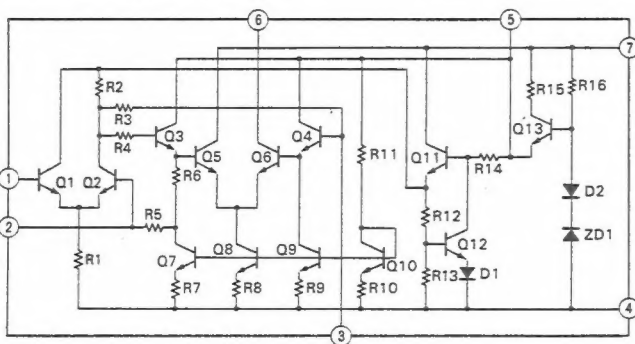 6 5
7
R2 R15 R16
R3
R4 Q3 Q4 Q13
R11 Q11
1 Q1 Q2 Q5 Q6 R14
R6 D2
2 R5 R12
Q12 ZD1
R1 Q7 Q8 Q9 Q10 R13 D1
R7 R8 R9 R10
4
3